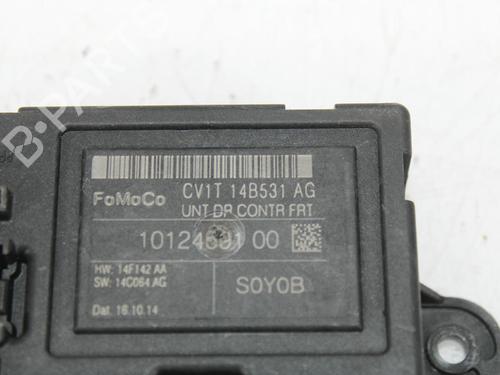 B-PARTS
FoMoCo CV1T 14B531 AG
UNT DR CONTR FRT
10124691 00
HW: 14F142 AA
SW: 14C064 AG
S0Y0B
Dat. 16.10.14